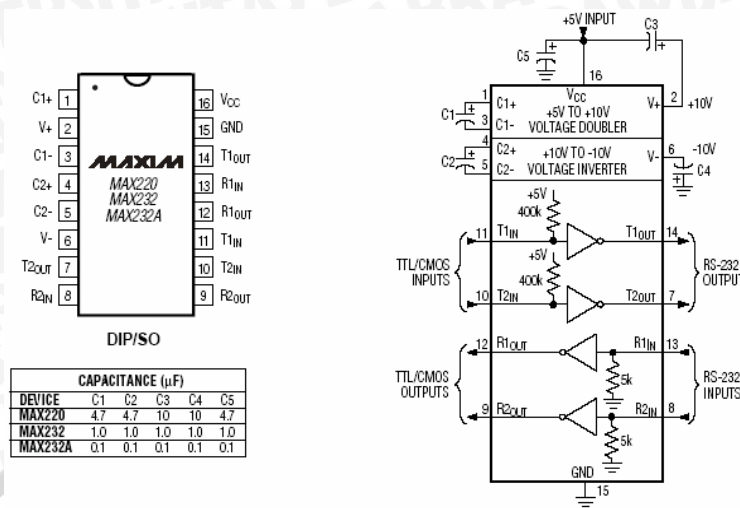 C1+ 1
V+ 2
C1- 3
C2+ 4
C2- 5
V- 6
T2OUT 7
R2IN 8
16 VCC
15 GND
14 T1OUT
13 R1IN
12 R1OUT
11 T1IN
10 T2IN
9 R2OUT
MAXIM
MAX220
MAX232
MAX232A
DIP/SO
CAPACITANCE (µF)
DEVICE C1 C2 C3 C4 C5
MAX220 4.7 4.7 10 10 4.7
MAX232 1.0 1.0 1.0 1.0 1.0
MAX232A 0.1 0.1 0.1 0.1 0.1
+5V INPUT
C3
+
C5
+
16
VCC
1 C1+
C1
+
3 C1-
+5V TO +10V
VOLTAGE DOUBLER
V+ 2
+10V
4 C2+
C2
+
5 C2-
+10V TO -10V
VOLTAGE INVERTER
V- 6
-10V
C4
+
+5V
400k
11 T1IN
T1OUT 14
+5V
400k
10 T2IN
T2OUT 7
TTL/CMOS
INPUTS
RS-232
OUTPUT
12 R1OUT
R1IN 13
5k
9 R2OUT
R2IN 8
5k
TTL/CMOS
OUTPUTS
RS-232
INPUTS
GND
15